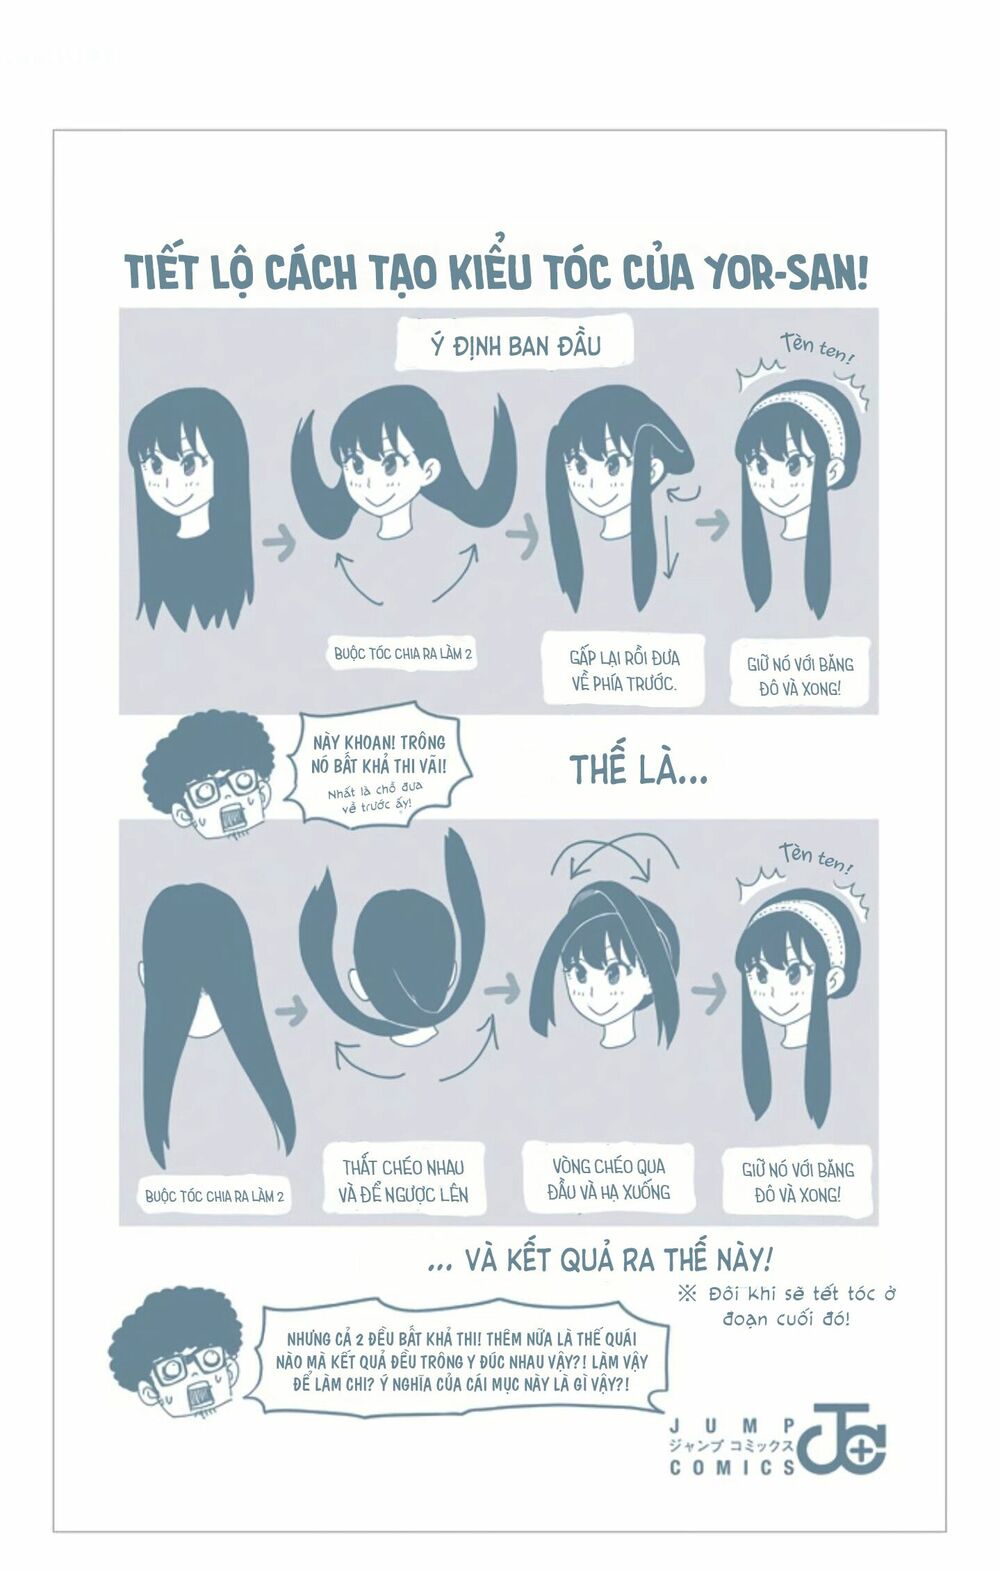 TIẾT LỘ CÁCH TẠO KIỂU TÓC CỦA YOR-SAN!
Ý ĐỊNH BAN ĐẦU
Tèn ten!
BUỘC TÓC CHIA RA LÀM 2
GẤP LẠI RỒI ĐƯA
VỀ PHÍA TRƯỚC.
GIỮ NÓ VỚI BĂNG
ĐÔ VÀ XONG!
NÀY KHOAN! TRÔNG
NÓ BẤT KHẢ THI VÃI!
Nhất là chỗ đưa
về trước ấy!
THẾ LÀ...
Tèn ten!
BUỘC TÓC CHIA RA LÀM 2
THẮT CHÉO NHAU
VÀ ĐỂ NGƯỢC LÊN
VÒNG CHÉO QUA
ĐẦU VÀ HẠ XUỐNG
GIỮ NÓ VỚI BĂNG
ĐÔ VÀ XONG!
... VÀ KẾT QUẢ RA THẾ NÀY!
※ Đôi khi sẽ tết tóc ở
đoạn cuối đó!
NHƯNG CẢ 2 ĐỀU BẤT KHẢ THI! THÊM NỮA LÀ THẾ QUÁI
NÀO MÀ KẾT QUẢ ĐỀU TRÔNG Y ĐÚC NHAU VẬY?! LÀM VẬY
ĐỂ LÀM CHI? Ý NGHĨA CỦA CÁI MỤC NÀY LÀ GÌ VẬY?!
JUMP
ジャンプ コミックス
COMICS